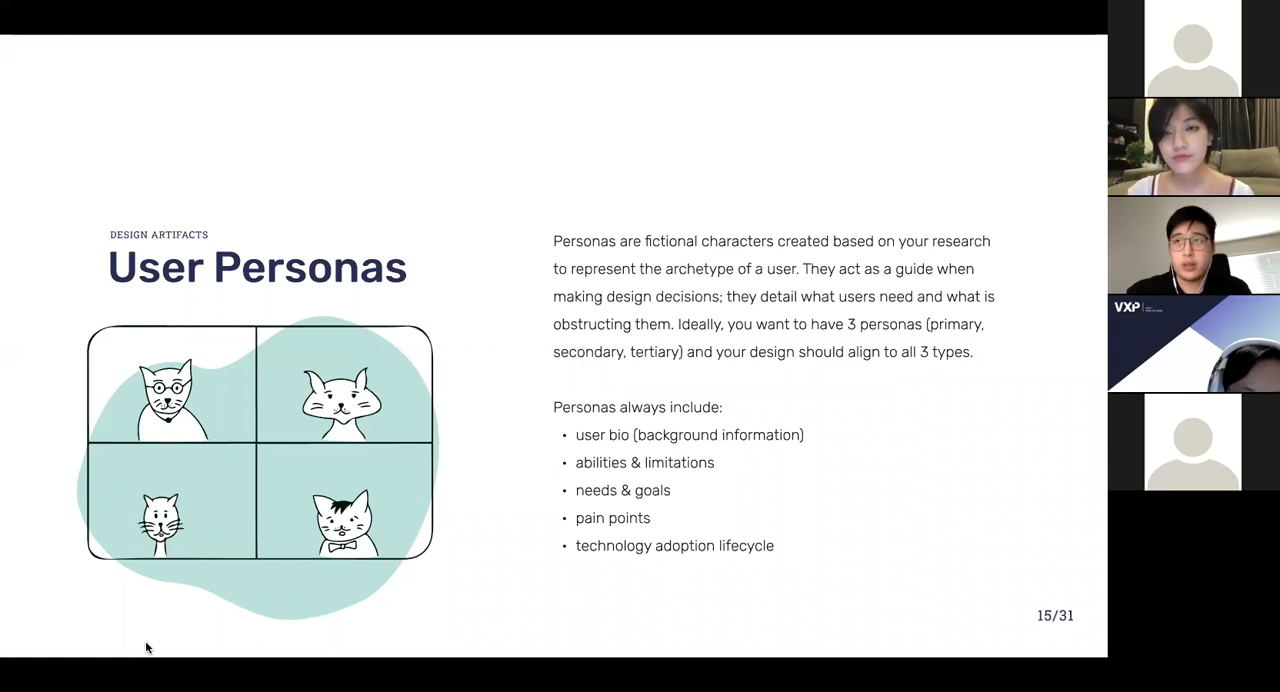 DESIGN ARTIFACTS
User Personas
Personas are fictional characters created based on your research
to represent the archetype of a user. They act as a guide when
making design decisions; they detail what users need and what is
obstructing them. Ideally, you want to have 3 personas (primary,
secondary, tertiary) and your design should align to all 3 types.
Personas always include:
• user bio (background information)
• abilities & limitations
• needs & goals
• pain points
• technology adoption lifecycle
15/31
VXP